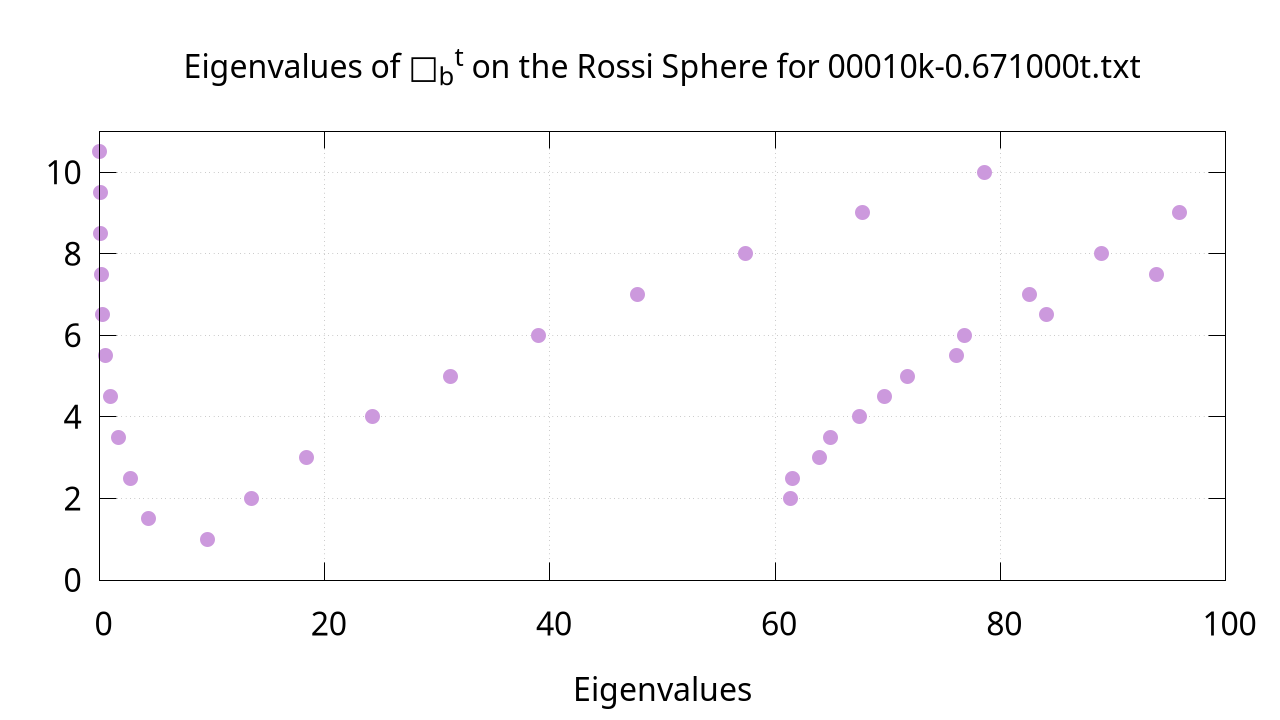 Eigenvalues of □_b^t on the Rossi Sphere for 00010k-0.671000t.txt
10
8
6
4
2
0
0 20 40 60 80 100
Eigenvalues